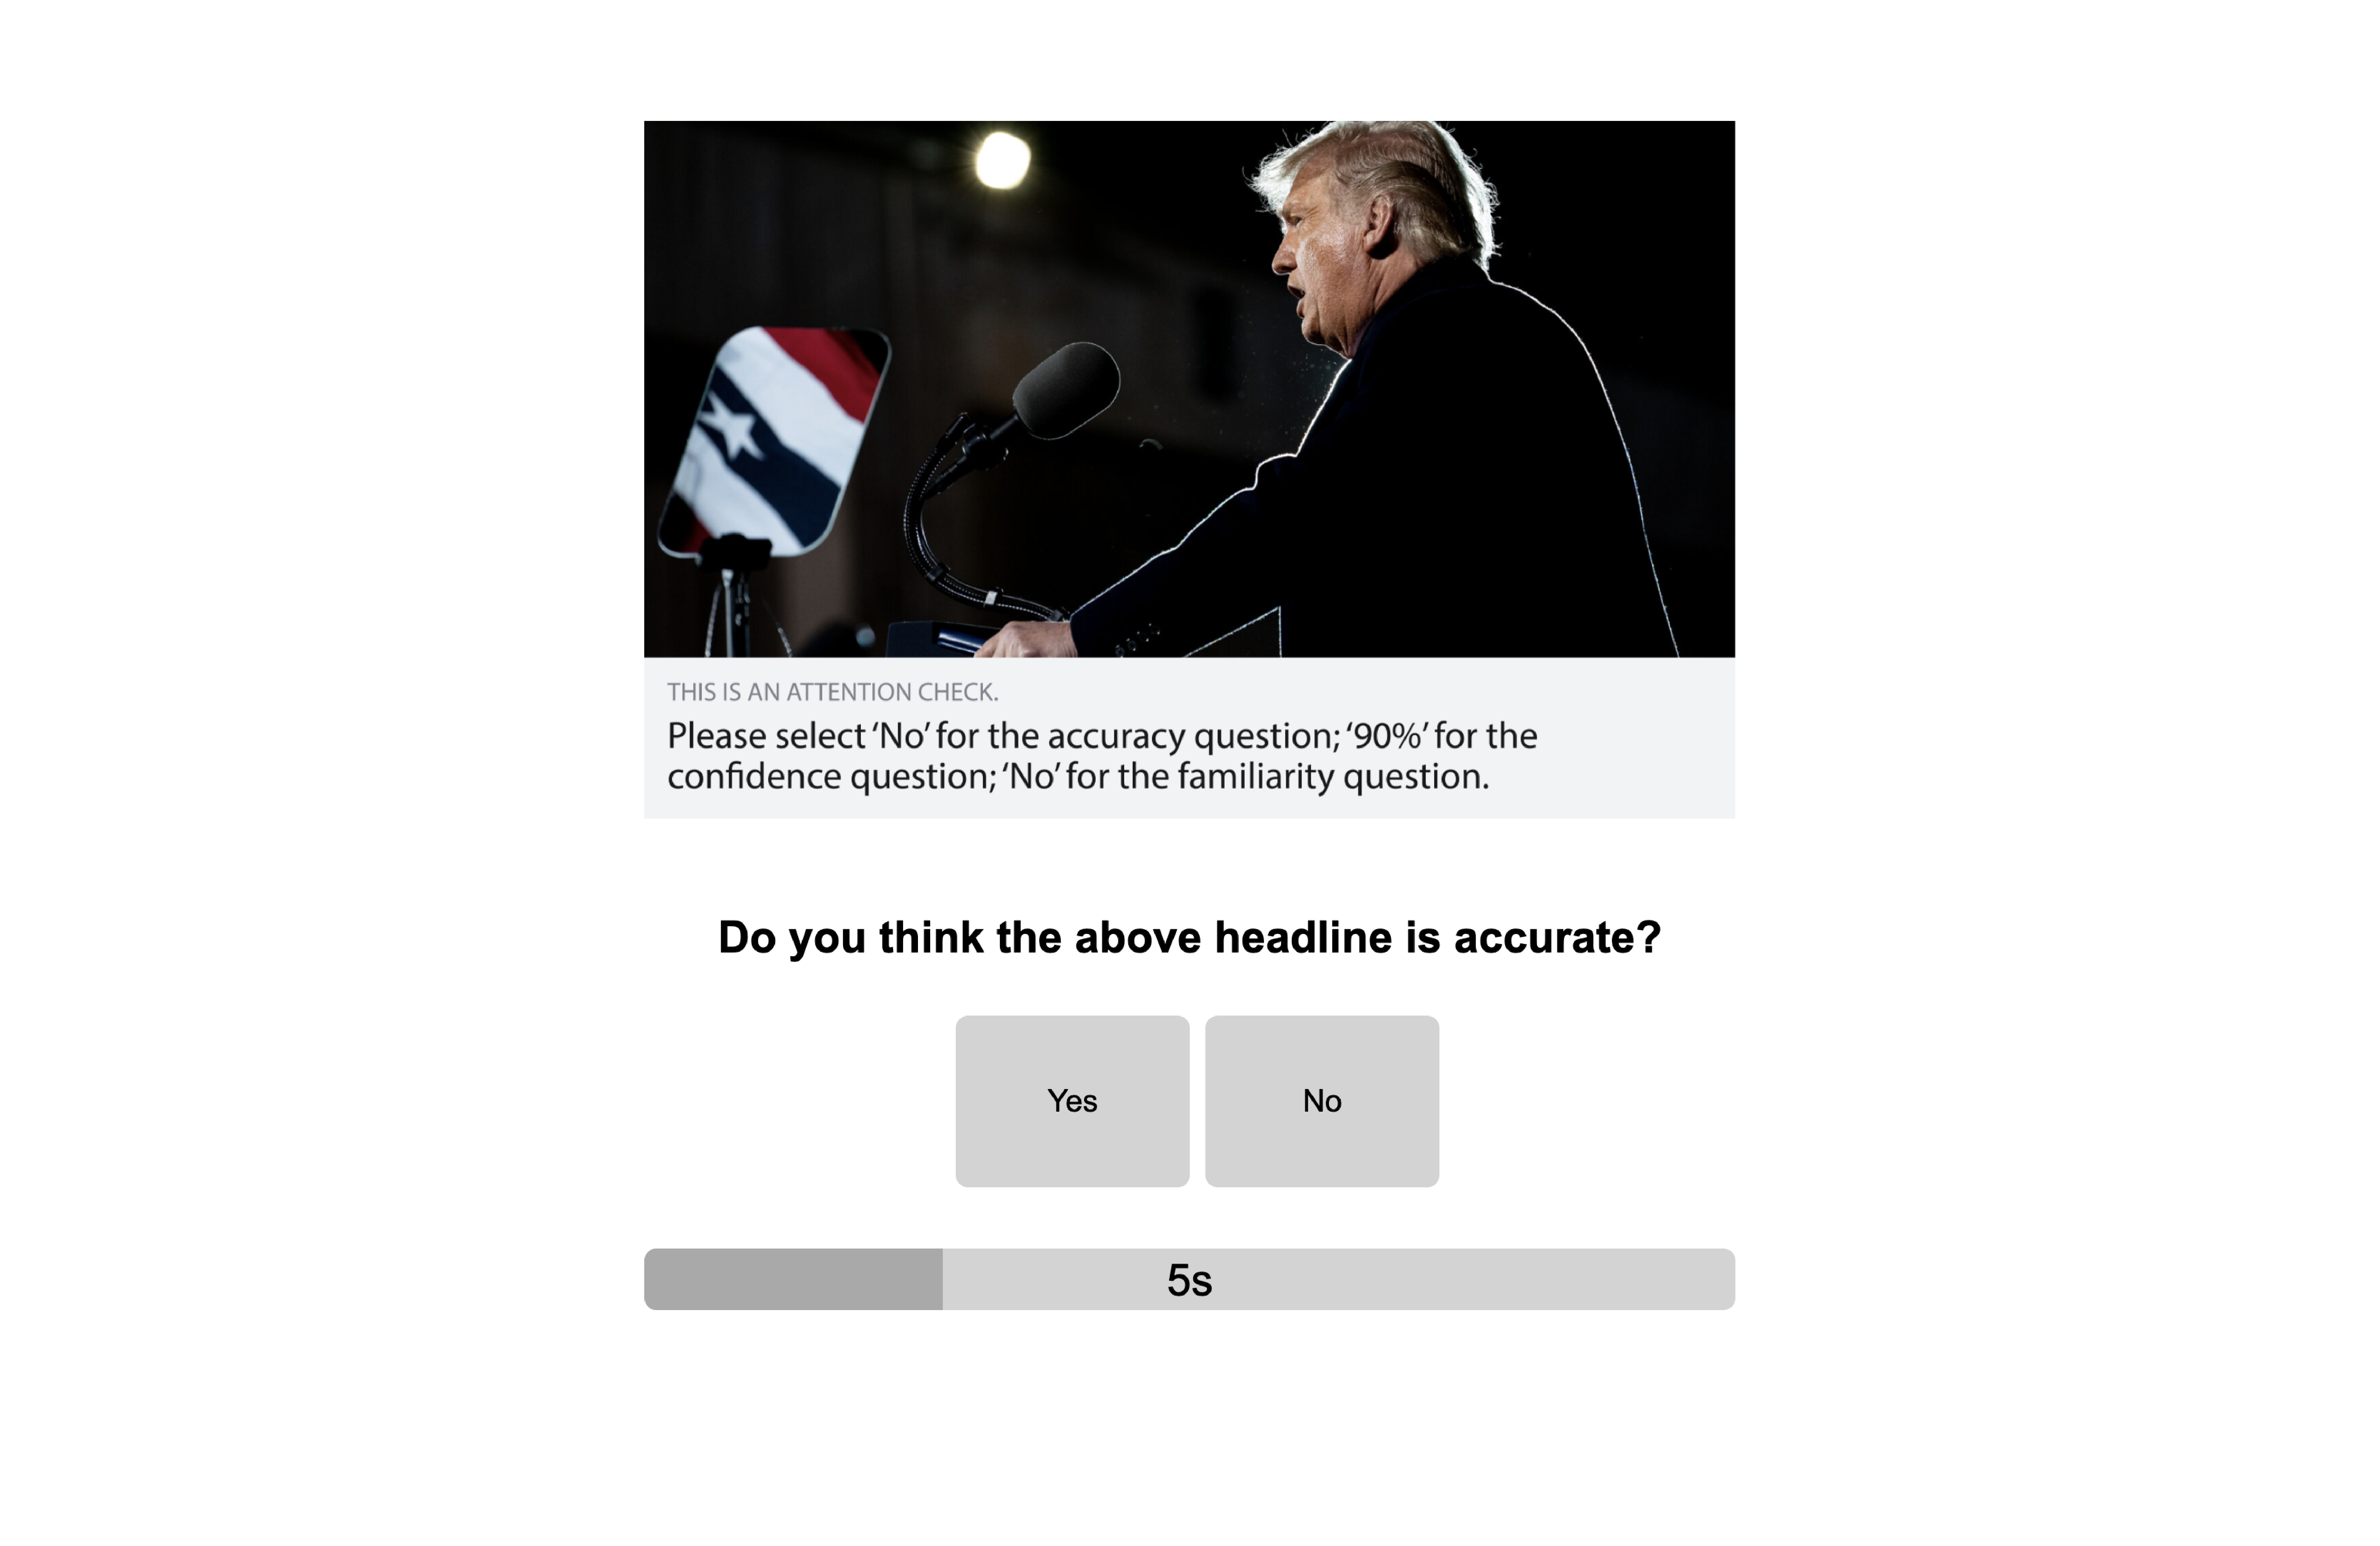 THIS IS AN ATTENTION CHECK.
Please select ‘No’ for the accuracy question; ‘90%’ for the
confidence question; ‘No’ for the familiarity question.
Do you think the above headline is accurate?
Yes
No
5s